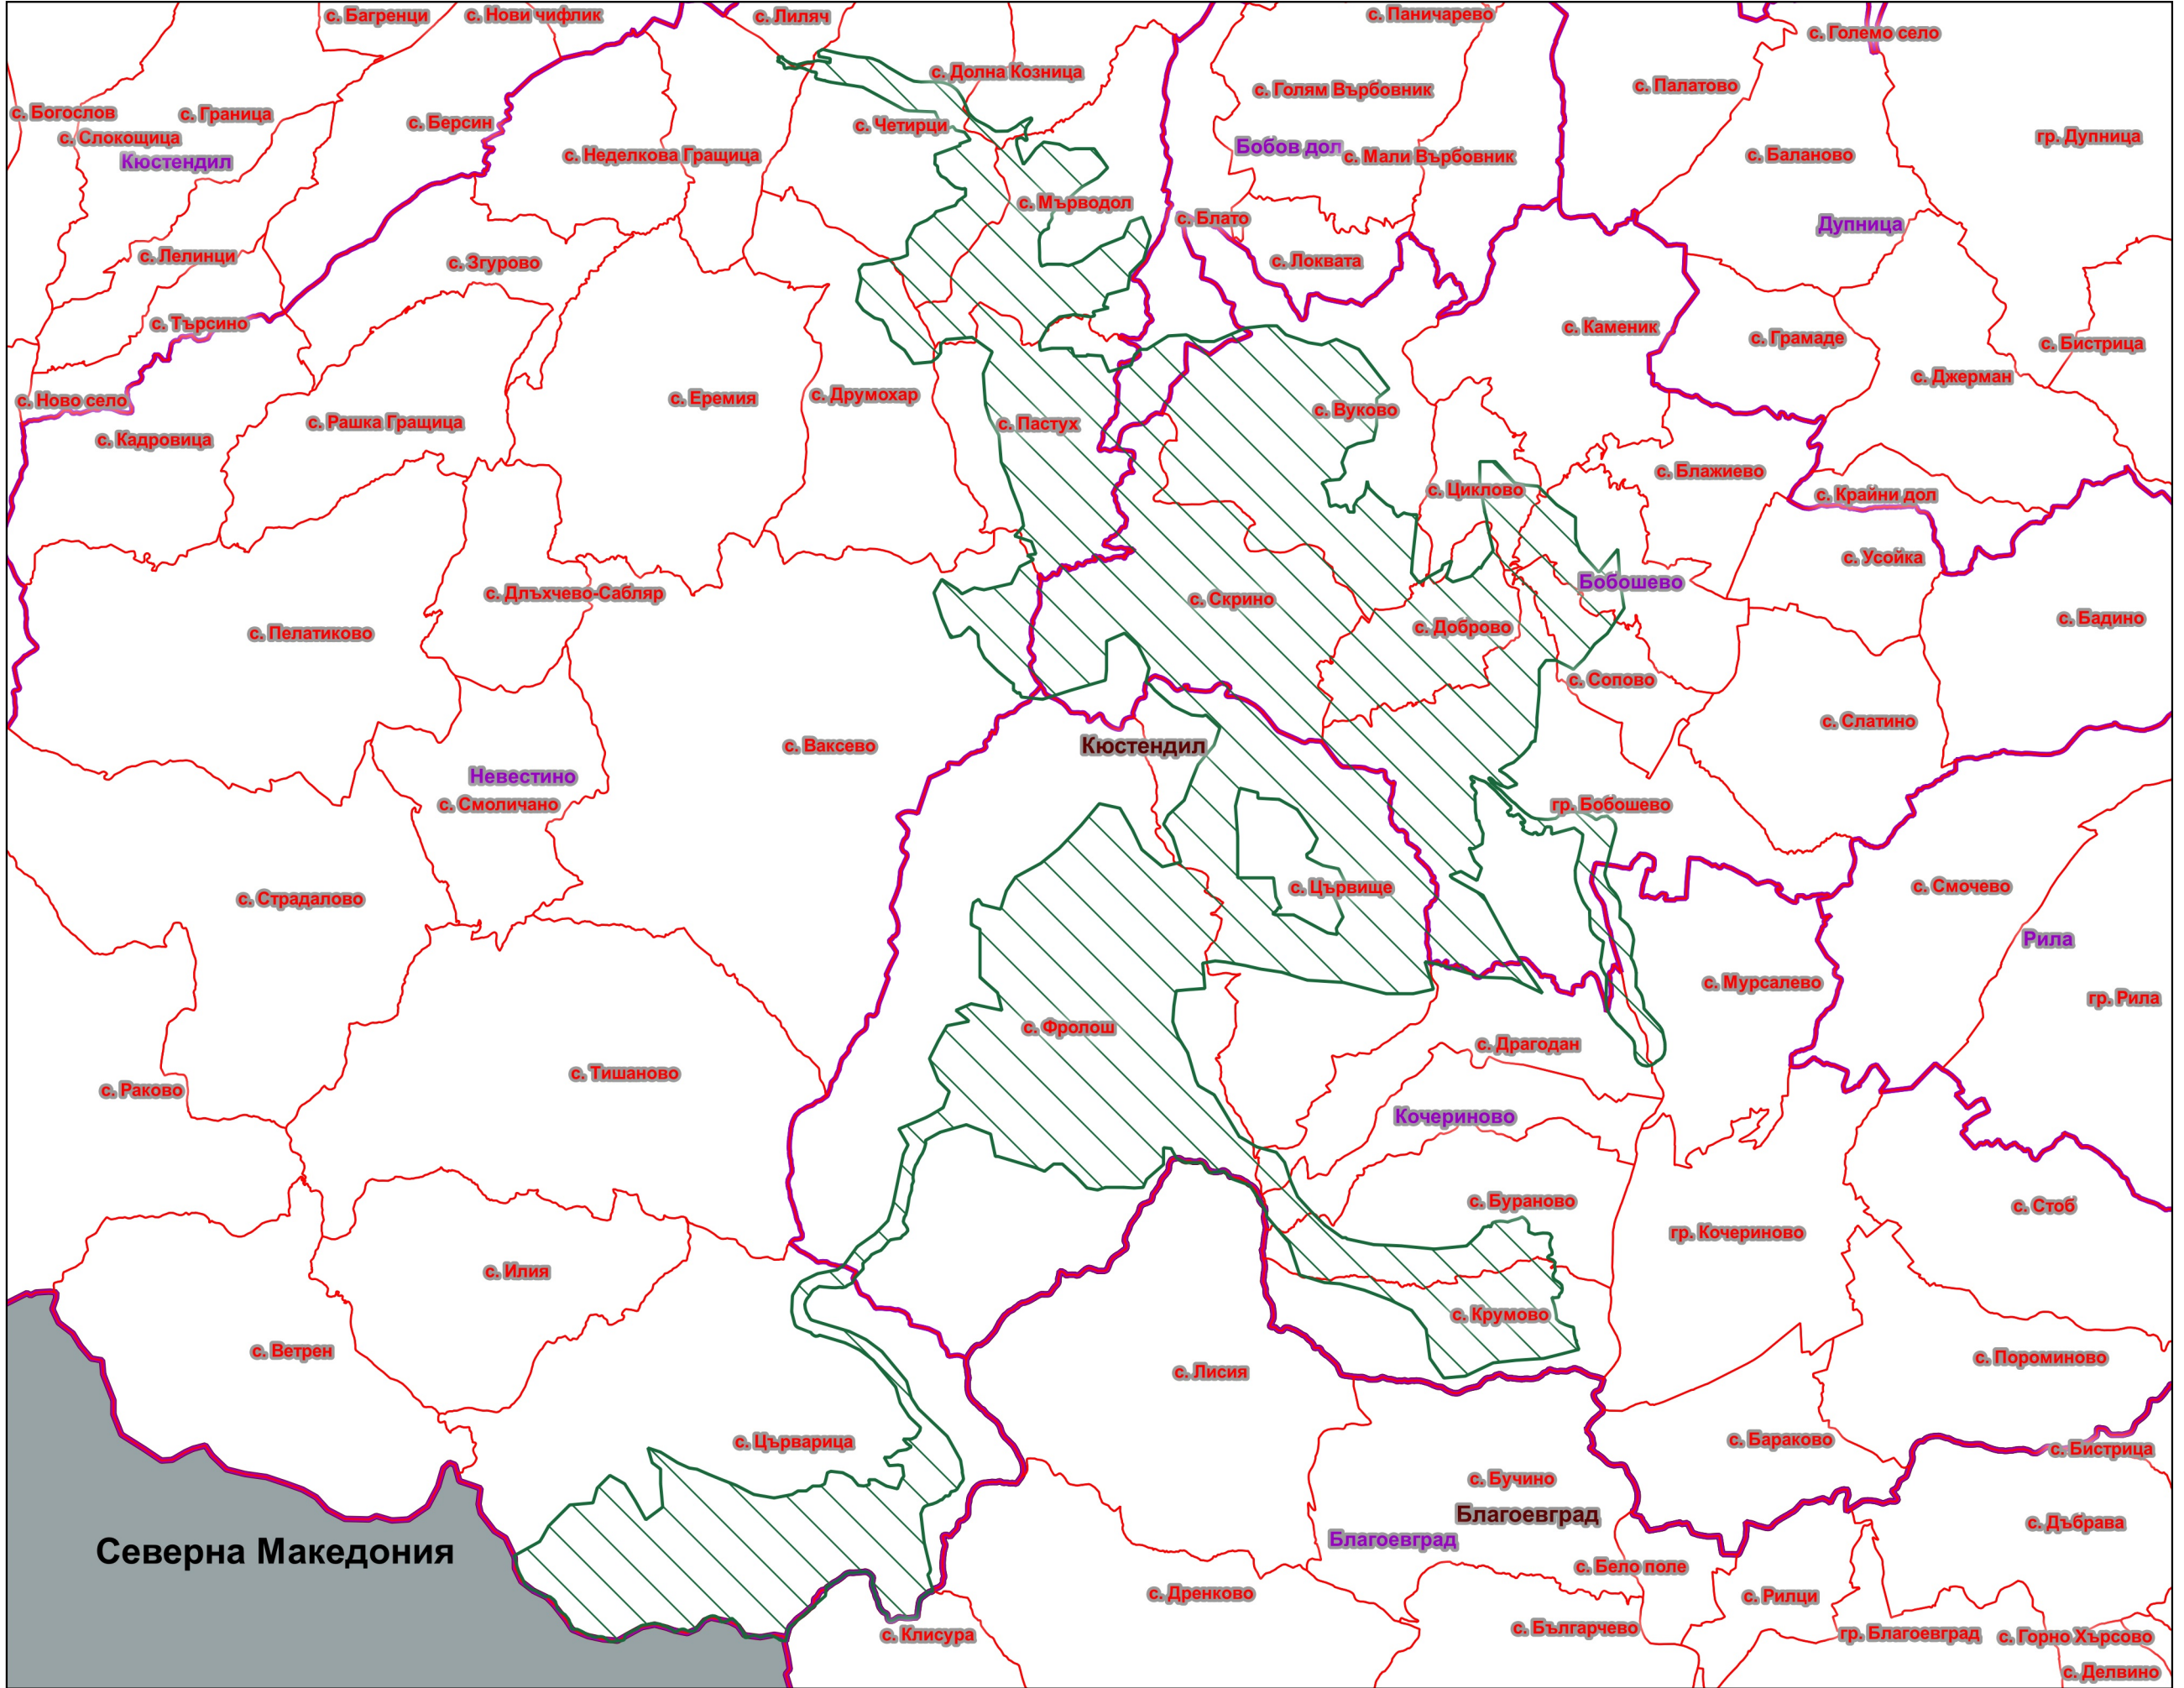 с. Багренци
с. Нови чифлик
с. Лиляч
с. Паничарево
с. Големо село
с. Долна Козница
с. Голям Върбовник
с. Палатово
с. Богослов
с. Граница
с. Берсин
с. Четирци
с. Слокощица
гр. Дупница
Кюстендил
с. Неделкова Гращица
Бобов дол
с. Мали Върбовник
с. Баланово
с. Мърводол
с. Блато
Дупница
с. Лелинци
с. Згурово
с. Локвата
с. Търсино
с. Каменик
с. Грамаде
с. Бистрица
с. Джерман
с. Ново село
с. Еремия
с. Друмохар
с. Вуково
с. Кадровица
с. Рашка Гращица
с. Пастух
с. Блажиево
с. Циклово
с. Крайни дол
с. Усойка
Бобошево
с. Длъхчево-Сабляр
с. Скрино
с. Пелатиково
с. Доброво
с. Бадино
с. Сопово
с. Слатино
с. Ваксево
Кюстендил
Невестино
с. Смоличано
гр. Бобошево
с. Страдалово
с. Цървище
с. Смочево
Рила
с. Мурсалево
гр. Рила
с. Фролош
с. Драгодан
с. Раково
с. Тишаново
Кочериново
с. Бураново
с. Стоб
гр. Кочериново
с. Илия
с. Крумово
с. Ветрен
с. Лисия
с. Пороминово
с. Църварица
с. Бараково
с. Бистрица
с. Бучино
Благоевград
с. Дъбрава
Северна Македония
Благоевград
с. Бело поле
с. Дренково
с. Рилци
с. Клисура
с. Българчево
гр. Благоевград
с. Горно Хърсово
с. Делвино